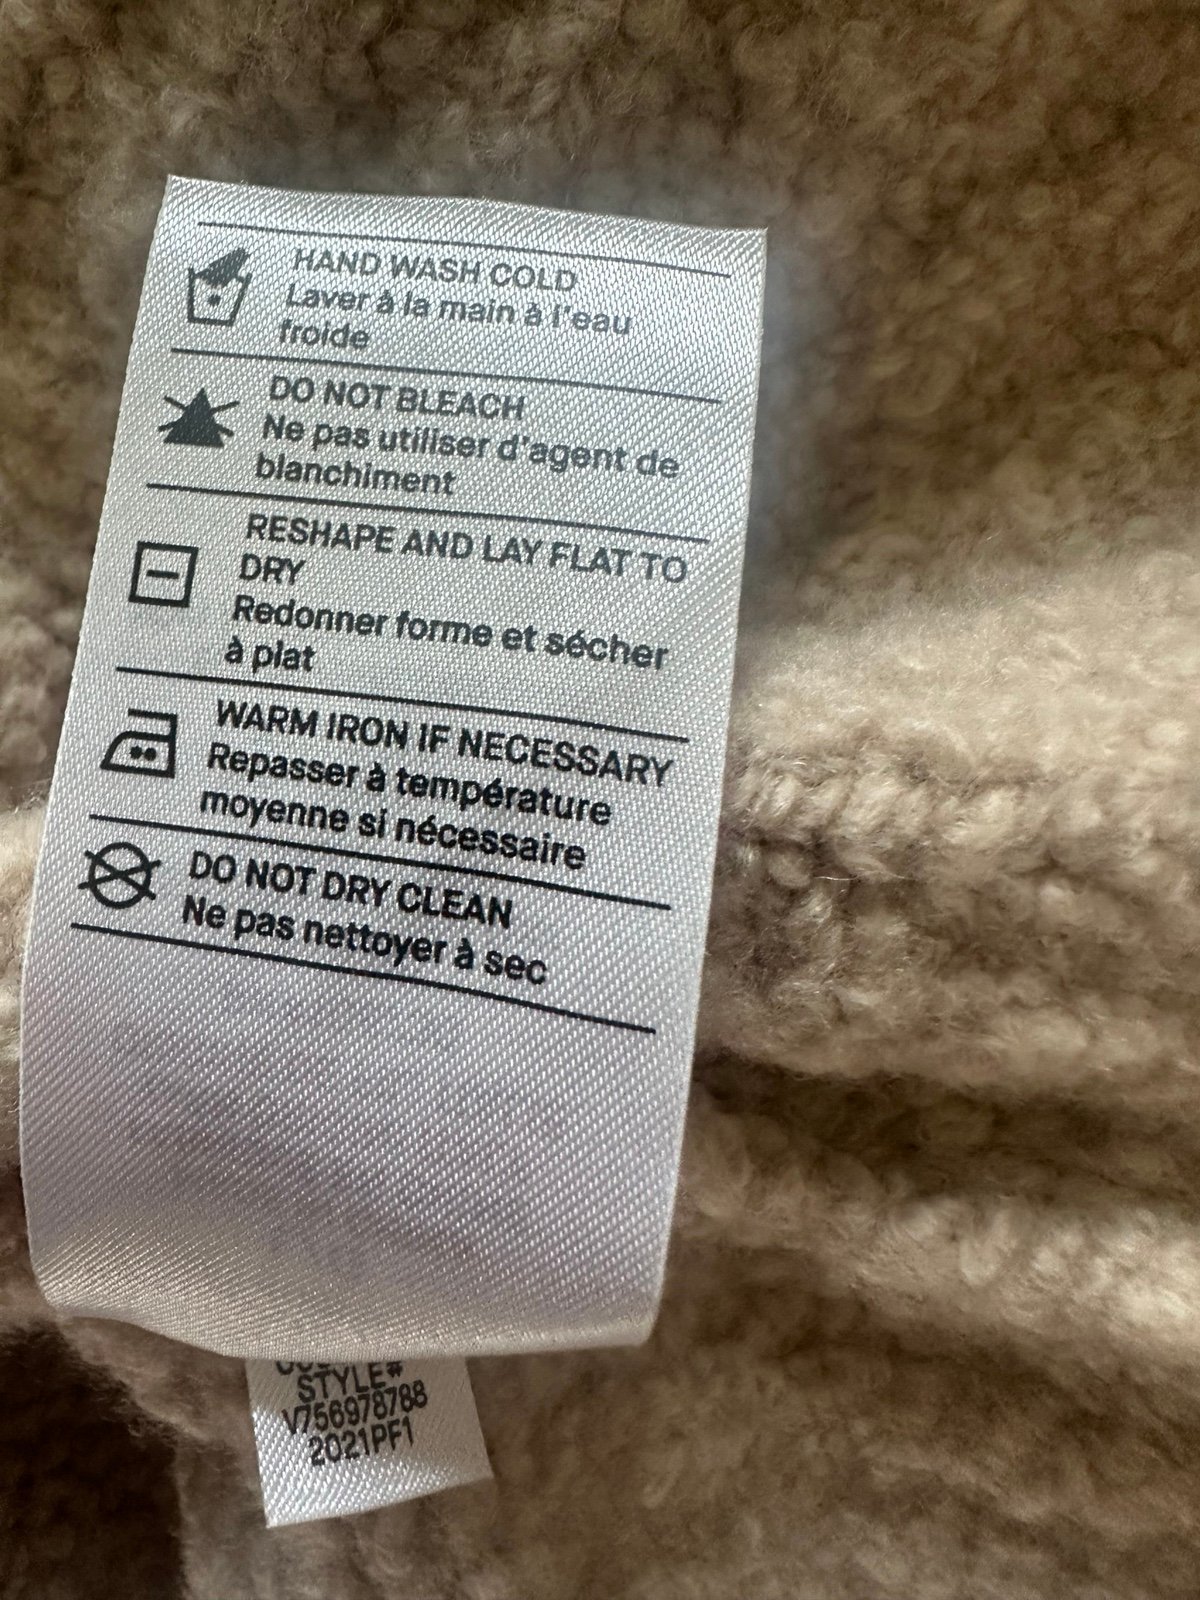 HAND WASH COLD
Laver à la main à l'eau
froide
DO NOT BLEACH
Ne pas utiliser d'agent de
blanchiment
RESHAPE AND LAY FLAT TO
DRY
Redonner forme et sécher
à plat
WARM IRON IF NECESSARY
Repasser à température
moyenne si nécessaire
DO NOT DRY CLEAN
Ne pas nettoyer à sec
STYLE#
V756978788
2021PF1